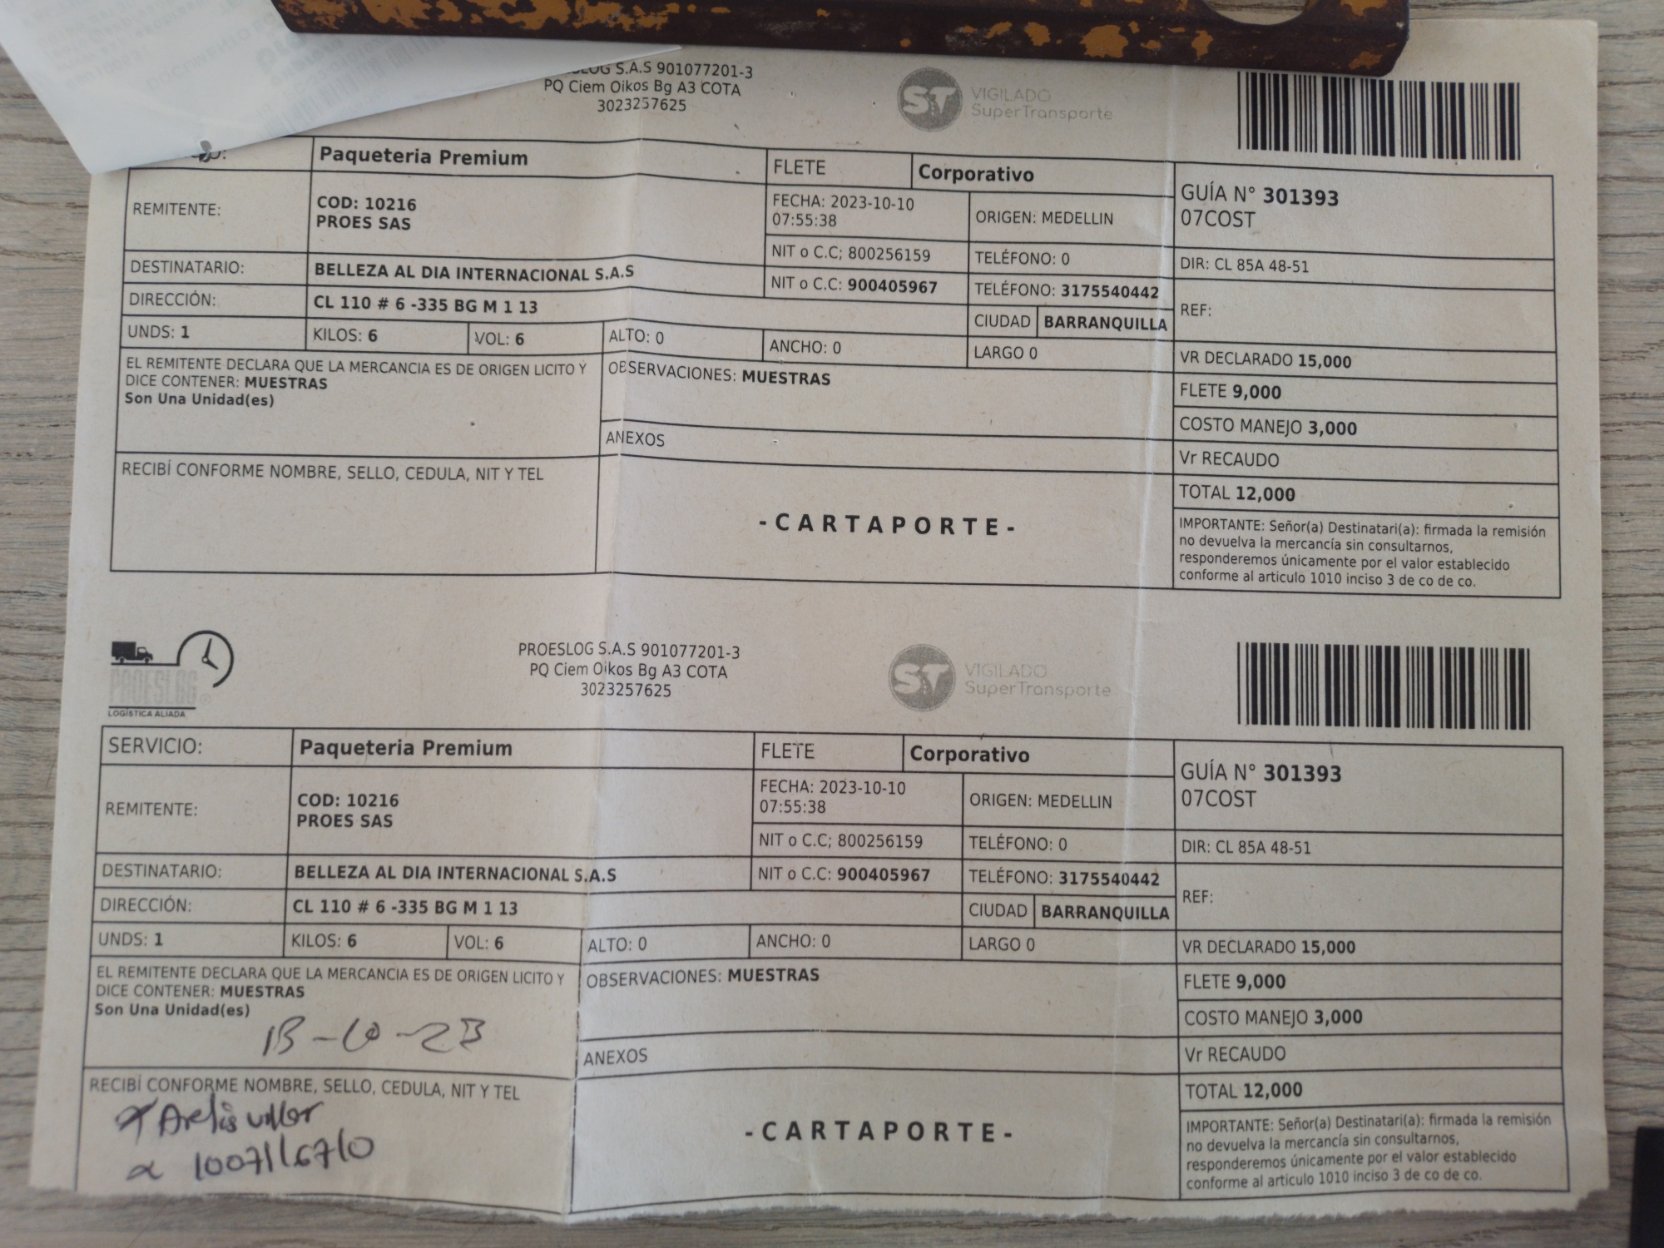 S.A.S 901077201-3
PQ Ciem Oikos Bg A3 COTA
3023257625
ST VIGILADO
SuperTransporte
Paqueteria Premium
FLETE
Corporativo
REMITENTE:
COD: 10216
PROES SAS
FECHA: 2023-10-10
07:55:38
ORIGEN: MEDELLIN
GUÍA N° 301393
07COST
NIT o C.C; 800256159
TELÉFONO: 0
DIR: CL 85A 48-51
DESTINATARIO:
BELLEZA AL DIA INTERNACIONAL S.A.S
NIT o C.C: 900405967
TELÉFONO: 3175540442
REF:
DIRECCIÓN:
CL 110 # 6 -335 BG M 1 13
CIUDAD
BARRANQUILLA
UNDS: 1
KILOS: 6
VOL: 6
ALTO: 0
ANCHO: 0
LARGO 0
VR DECLARADO 15,000
EL REMITENTE DECLARA QUE LA MERCANCIA ES DE ORIGEN LICITO Y
DICE CONTENER: MUESTRAS
Son Una Unidad(es)
OBSERVACIONES: MUESTRAS
FLETE 9,000
COSTO MANEJO 3,000
ANEXOS
Vr RECAUDO
RECIBÍ CONFORME NOMBRE, SELLO, CEDULA, NIT Y TEL
TOTAL 12,000
-CARTAPORTE-
IMPORTANTE: Señor(a) Destinatari(a): firmada la remisión
no devuelva la mercancía sin consultarnos,
responderemos únicamente por el valor establecido
conforme al articulo 1010 inciso 3 de co de co.
PROESLOG
LOGÍSTICA ALIADA
PROESLOG S.A.S 901077201-3
PQ Ciem Oikos Bg A3 COTA
3023257625
ST VIGILADO
SuperTransporte
SERVICIO:
Paqueteria Premium
FLETE
Corporativo
REMITENTE:
COD: 10216
PROES SAS
FECHA: 2023-10-10
07:55:38
ORIGEN: MEDELLIN
GUÍA N° 301393
07COST
NIT o C.C; 800256159
TELÉFONO: 0
DIR: CL 85A 48-51
DESTINATARIO:
BELLEZA AL DIA INTERNACIONAL S.A.S
NIT o C.C: 900405967
TELÉFONO: 3175540442
REF:
DIRECCIÓN:
CL 110 # 6 -335 BG M 1 13
CIUDAD
BARRANQUILLA
UNDS: 1
KILOS: 6
VOL: 6
ALTO: 0
ANCHO: 0
LARGO 0
VR DECLARADO 15,000
EL REMITENTE DECLARA QUE LA MERCANCIA ES DE ORIGEN LICITO Y
DICE CONTENER: MUESTRAS
Son Una Unidad(es)
OBSERVACIONES: MUESTRAS
FLETE 9,000
COSTO MANEJO 3,000
ANEXOS
Vr RECAUDO
RECIBÍ CONFORME NOMBRE, SELLO, CEDULA, NIT Y TEL
TOTAL 12,000
-CARTAPORTE-
IMPORTANTE: Señor(a) Destinatari(a): firmada la remisión
no devuelva la mercancía sin consultarnos,
responderemos únicamente por el valor establecido
conforme al articulo 1010 inciso 3 de co de co.